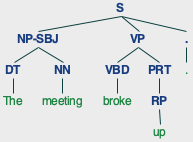 S
NP-SBJ VP .
DT NN VBD PRT .
The meeting broke RP
up